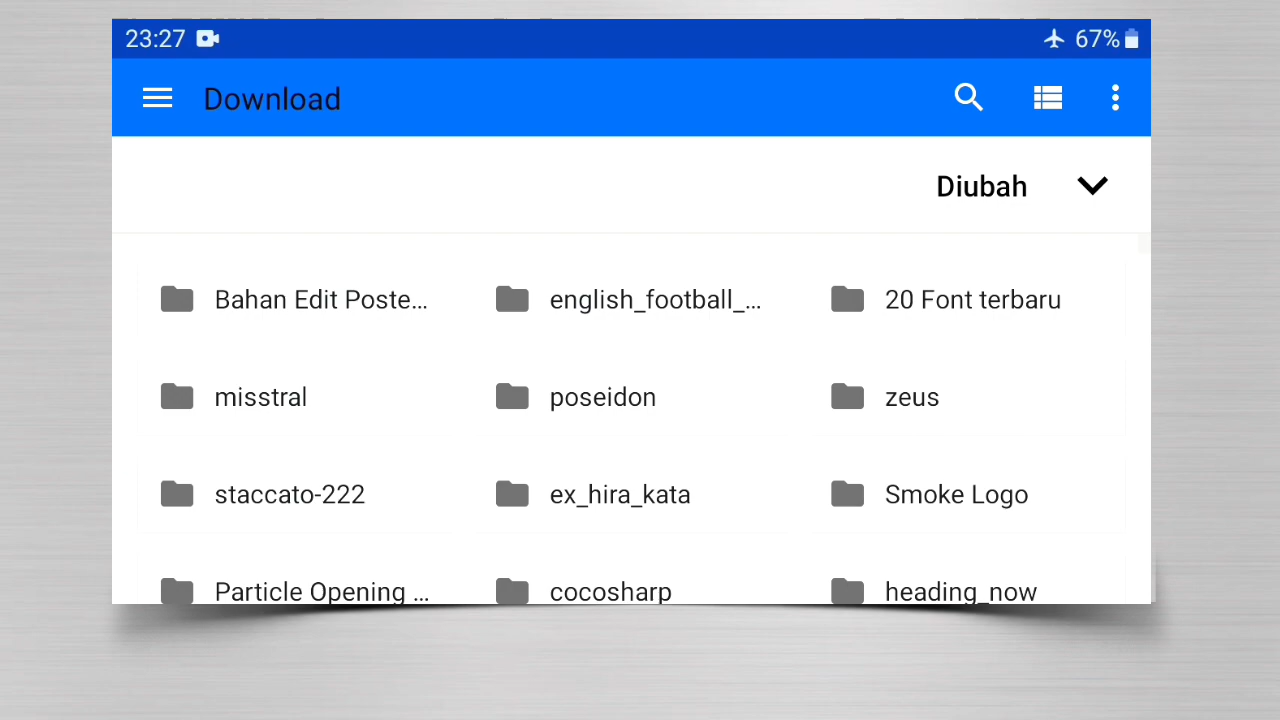 23:27 67%
Download
Diubah
Bahan Edit Poste... english_football_... 20 Font terbaru
misstral poseidon zeus
staccato-222 ex_hira_kata Smoke Logo
Particle Opening ... cocosharp heading_now